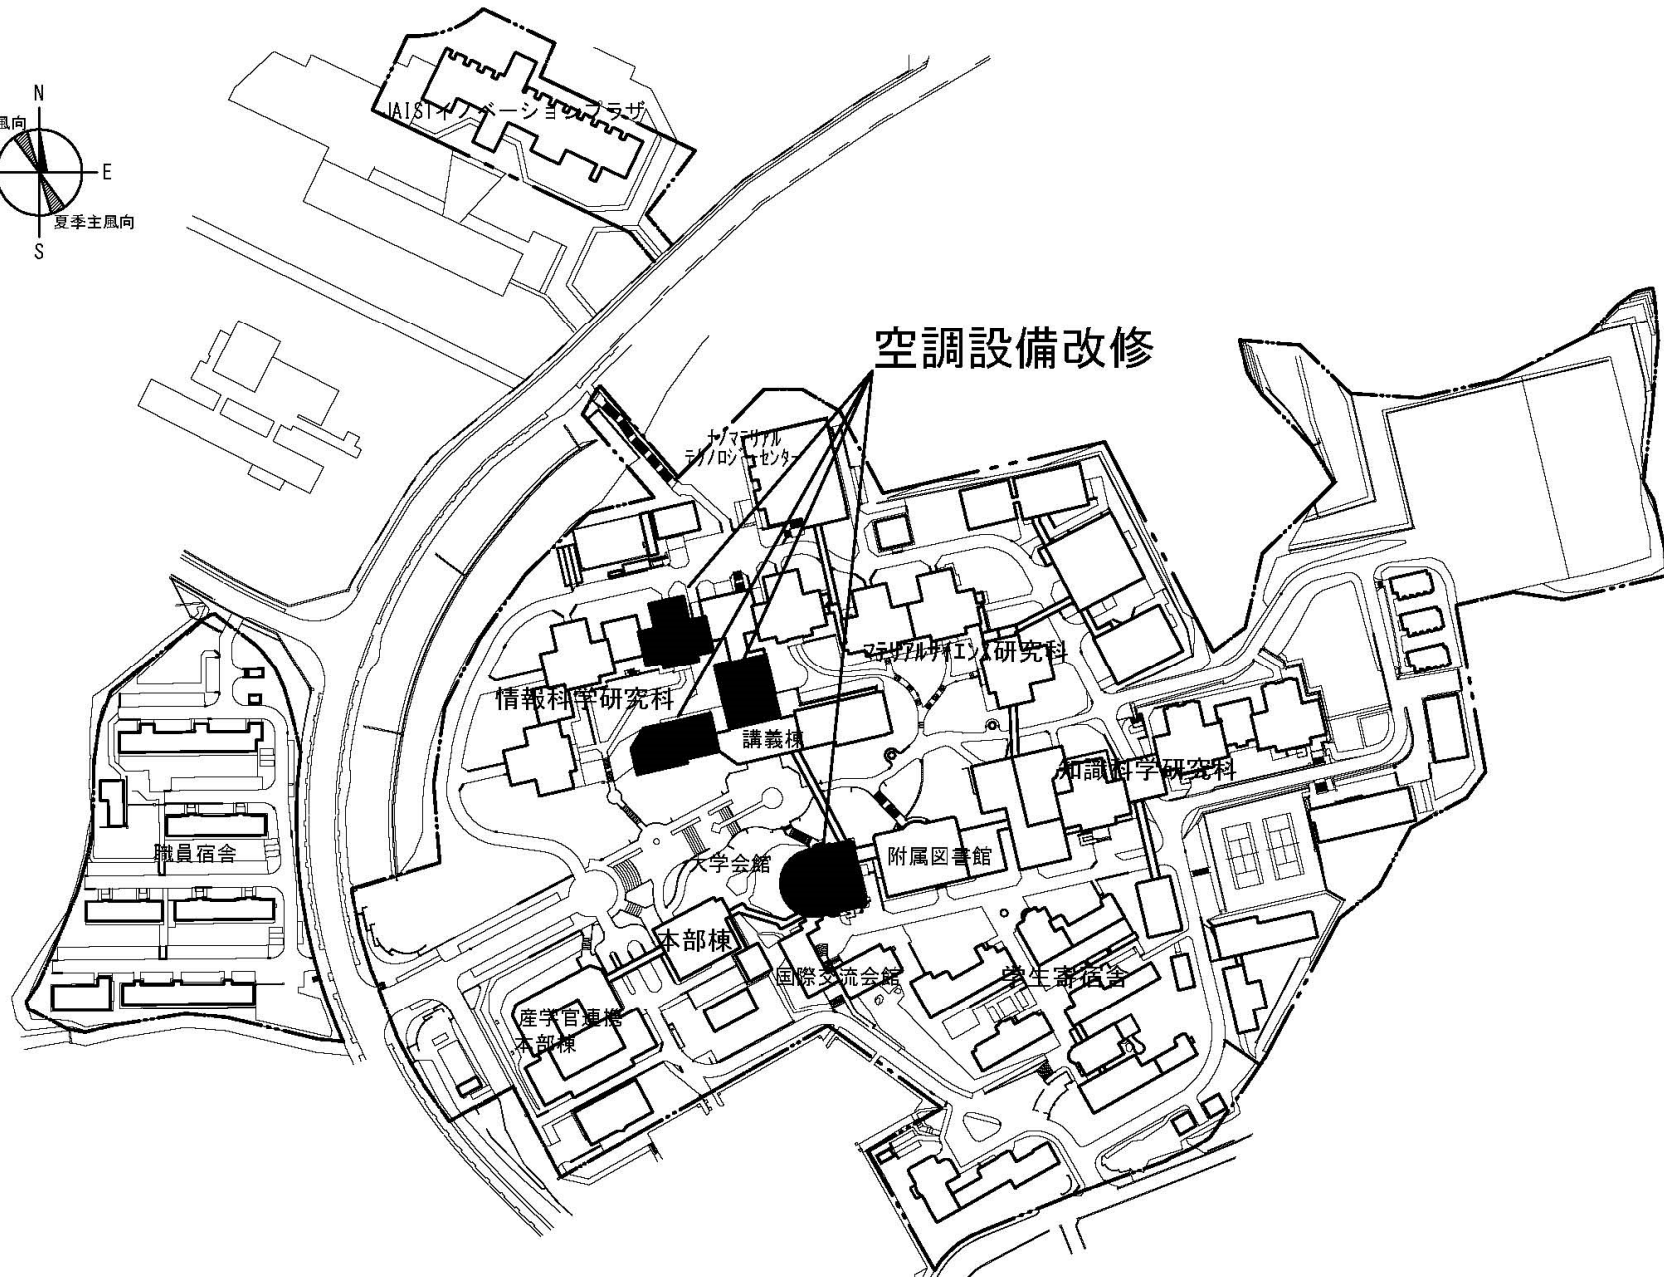 N
風向
E
夏季主風向
S
JAISTイノベーションプラザ
空調設備改修
ナノマテリアル
テクノロジーセンター
マテリアルサイエンス研究科
情報科学研究科
講義棟
知識科学研究科
職員宿舎
大学会館
附属図書館
本部棟
国際交流会館
学生寄宿舎
産学官連携
本部棟